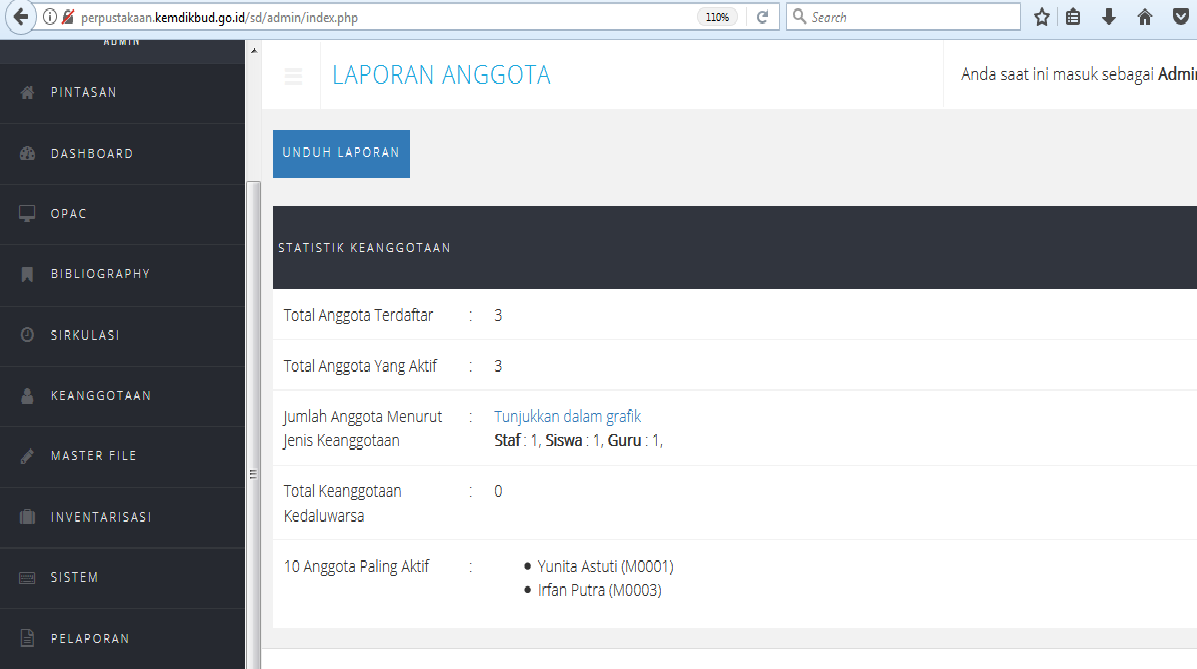 perpustakaan.kemdikbud.go.id/sd/admin/index.php
110%
Search
ADMIN
PINTASAN
DASHBOARD
OPAC
BIBLIOGRAPHY
SIRKULASI
KEANGGOTAAN
MASTER FILE
INVENTARISASI
SISTEM
PELAPORAN
LAPORAN ANGGOTA
Anda saat ini masuk sebagai Admin
UNDUH LAPORAN
STATISTIK KEANGGOTAAN
Total Anggota Terdaftar : 3
Total Anggota Yang Aktif : 3
Jumlah Anggota Menurut : Tunjukkan dalam grafik
Jenis Keanggotaan Staf : 1, Siswa : 1, Guru : 1,
Total Keanggotaan : 0
Kedaluwarsa
10 Anggota Paling Aktif : • Yunita Astuti (M0001)
• Irfan Putra (M0003)